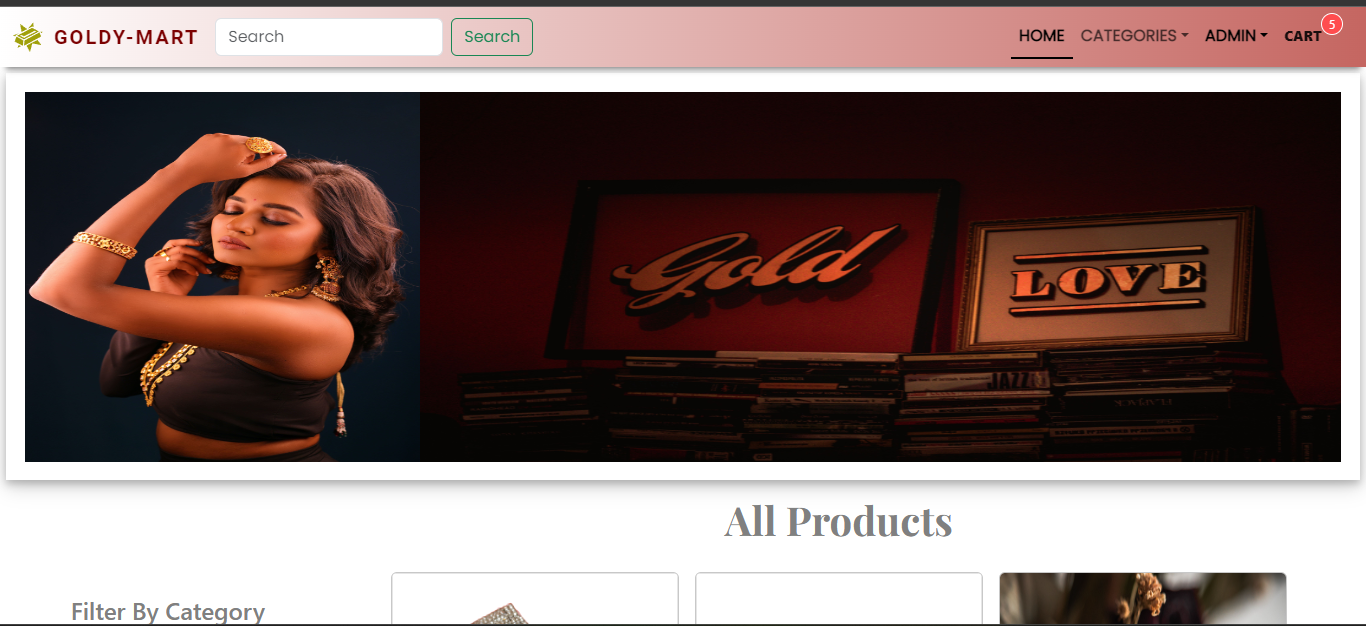 GOLDY-MART
Search
Search
HOME
CATEGORIES
ADMIN
CART
5
Gold
LOVE
JAZZ
All Products
Filter By Category